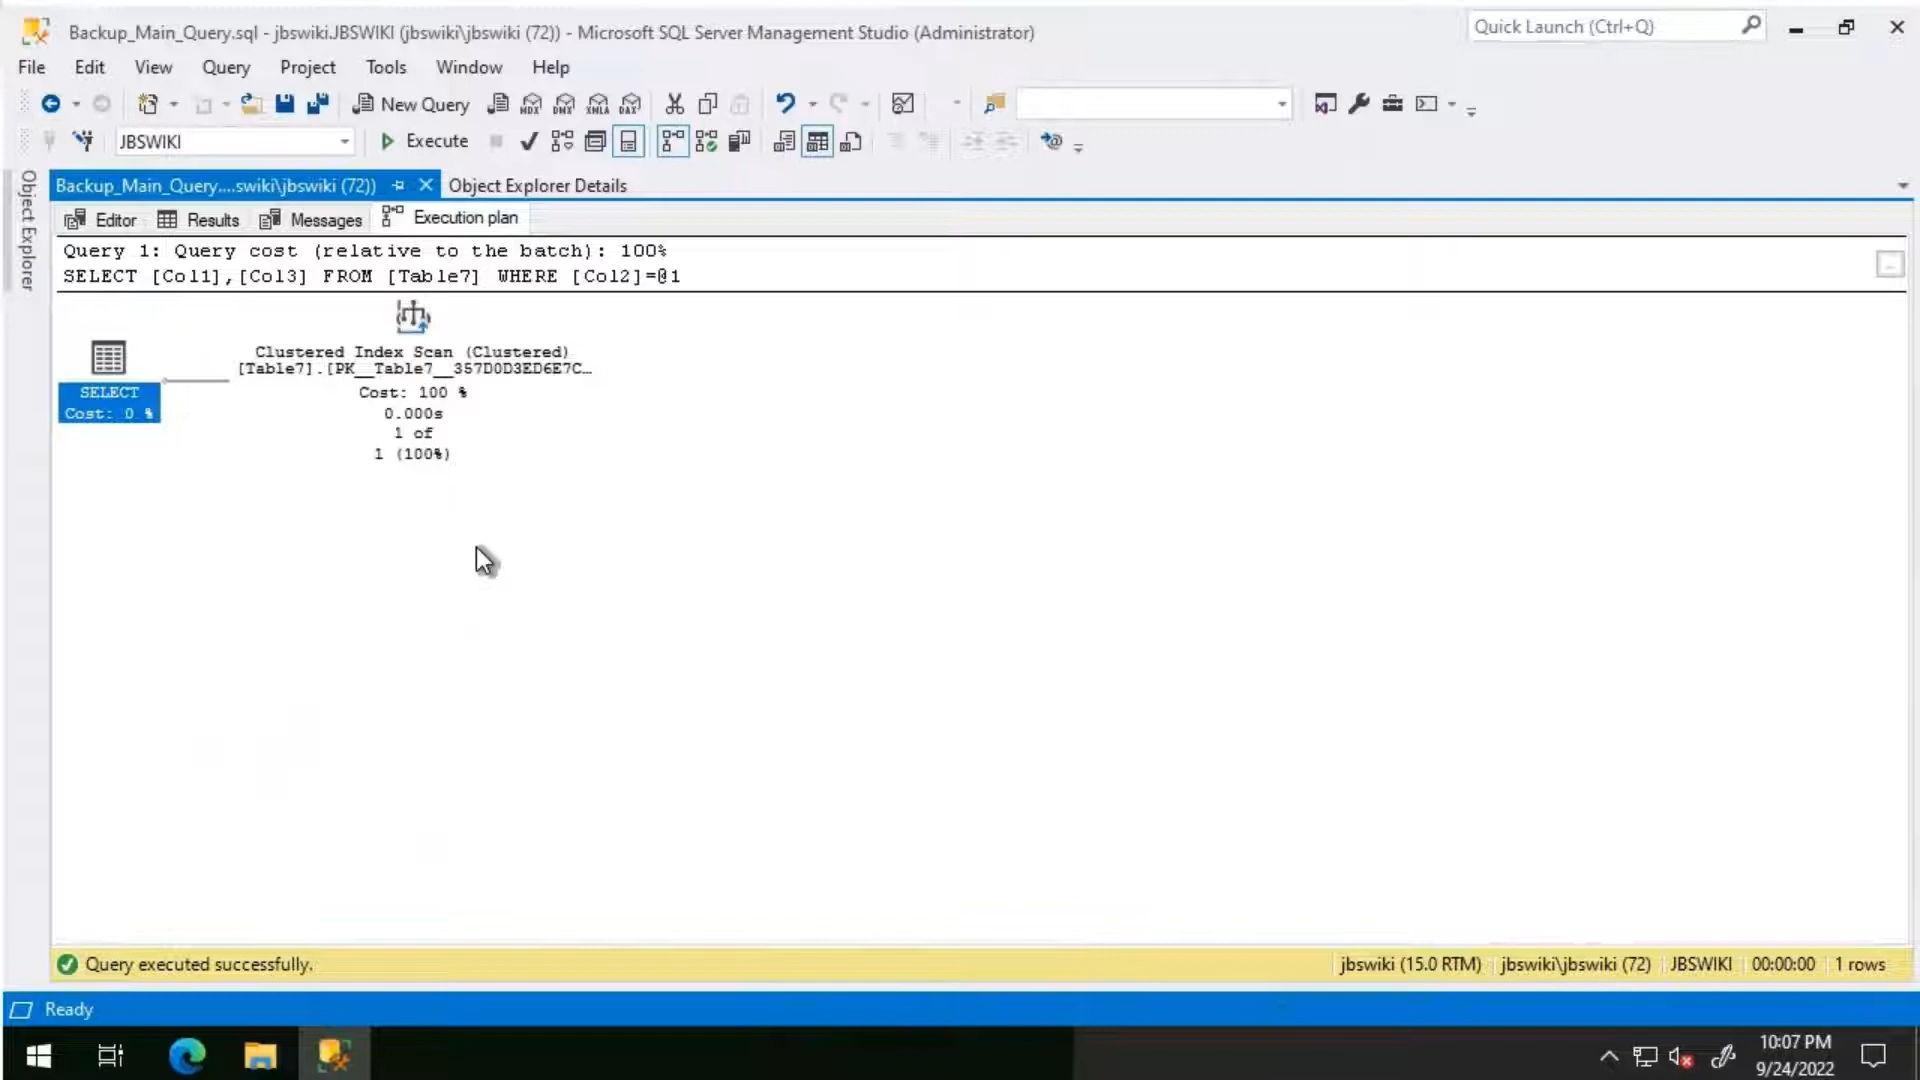 Backup_Main_Query.sql - jbswiki.JBSWIKI (jbswiki\jbswiki (72)) - Microsoft SQL Server Management Studio (Administrator)
Quick Launch (Ctrl+Q)
File Edit View Query Project Tools Window Help
New Query MDX DMX XMLA DAX
JBSWIKI Execute
Object Explorer
Backup_Main_Query....swiki\jbswiki (72)) Object Explorer Details
Editor Results Messages Execution plan
Query 1: Query cost (relative to the batch): 100%
SELECT [Col1],[Col3] FROM [Table7] WHERE [Col2]=@1
...
SELECT
Cost: 0 %
Clustered Index Scan (Clustered)
[Table7].[PK__Table7__357D0D3ED6E7C…
Cost: 100 %
0.000s
1 of
1 (100%)
Query executed successfully.
jbswiki (15.0 RTM) jbswiki\jbswiki (72) JBSWIKI 00:00:00 1 rows
Ready
10:07 PM
9/24/2022